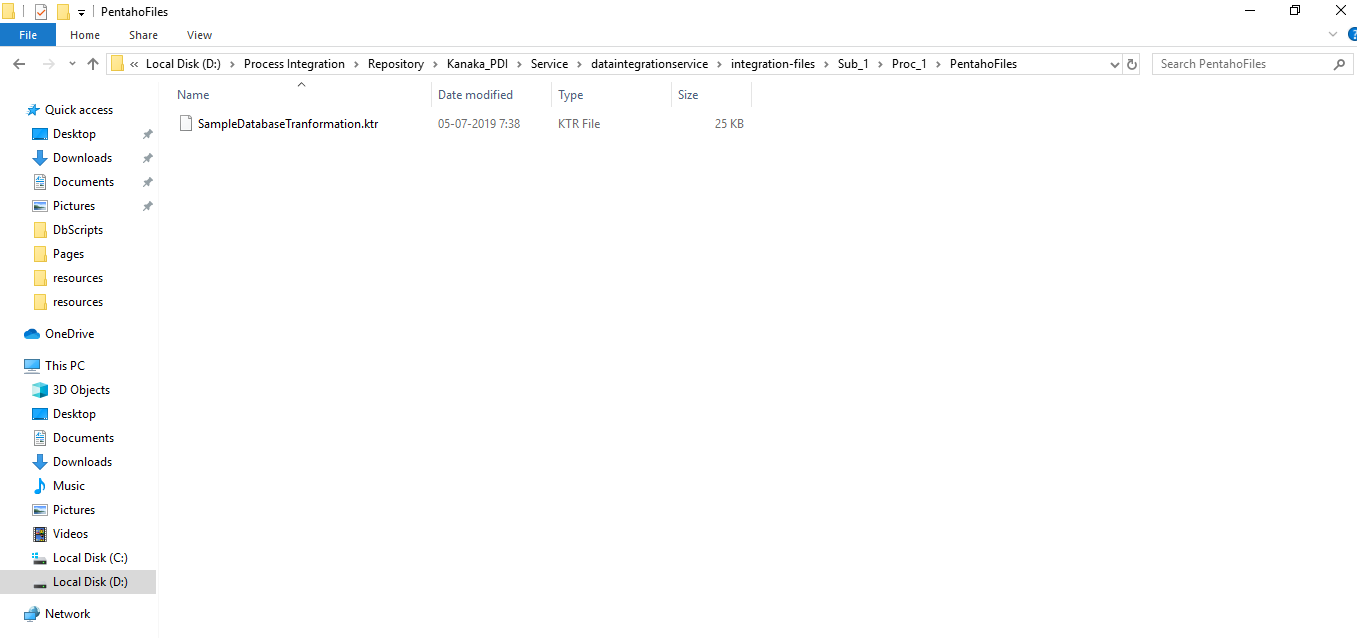 PentahoFiles
File Home Share View
« Local Disk (D:) > Process Integration > Repository > Kanaka_PDI > Service > dataintegrationservice > integration-files > Sub_1 > Proc_1 > PentahoFiles Search PentahoFiles
Name Date modified Type Size
SampleDatabaseTranformation.ktr 05-07-2019 7:38 KTR File 25 KB
Quick access
Desktop
Downloads
Documents
Pictures
DbScripts
Pages
resources
resources
OneDrive
This PC
3D Objects
Desktop
Documents
Downloads
Music
Pictures
Videos
Local Disk (C:)
Local Disk (D:)
Network